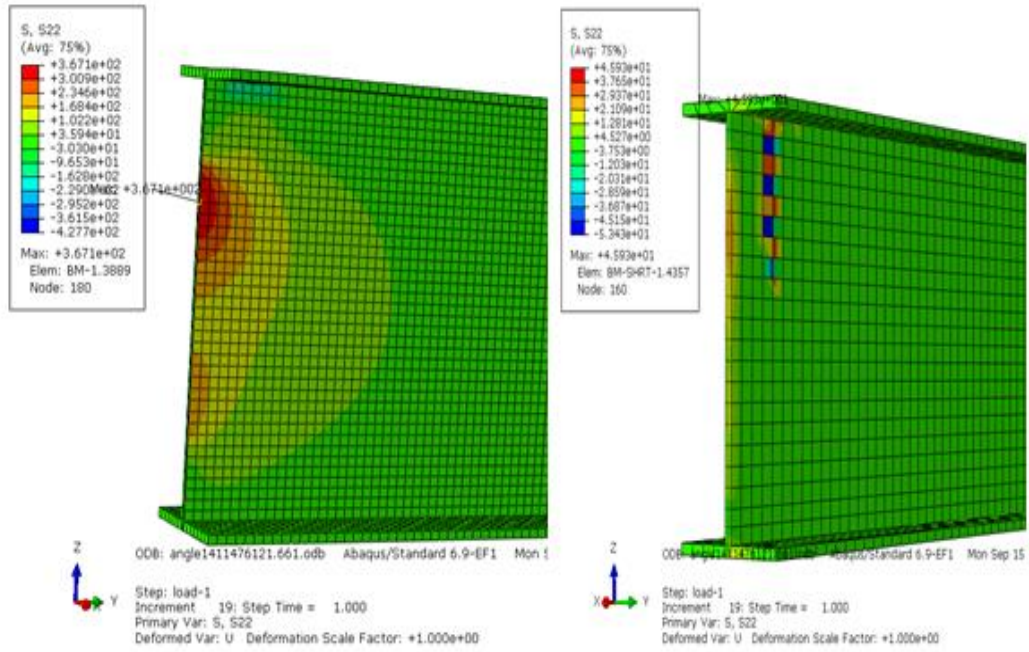 S, S22
(Avg: 75%)
+3.671e+02
+3.009e+02
+2.346e+02
+1.684e+02
+1.022e+02
+3.594e+01
-3.030e+01
-9.653e+01
-1.628e+02
-2.290e+02
-2.952e+02
-3.615e+02
-4.277e+02
Max: +3.671e+002
Max: +3.671e+02
Elem: BM-1.3889
Node: 180
Z
Y
ODB: angle1411476121.661.odb Abaqus/Standard 6.9-EF1 Mon S
Step: load-1
Increment 19: Step Time = 1.000
Primary Var: S, S22
Deformed Var: U Deformation Scale Factor: +1.000e+00
S, S22
(Avg: 75%)
+4.593e+01
+3.765e+01
+2.937e+01
+2.109e+01
+1.281e+01
+4.527e+00
-3.753e+00
-1.203e+01
-2.031e+01
-2.859e+01
-3.687e+01
-4.515e+01
-5.343e+01
Max: +4.593e+01
Elem: BM-SHRT-1.4357
Node: 160
Z
X
Y
Abaqus/Standard 6.9-EF1 Mon Sep 15
Step: load-1
Increment 19: Step Time = 1.000
Primary Var: S, S22
Deformed Var: U Deformation Scale Factor: +1.000e+00